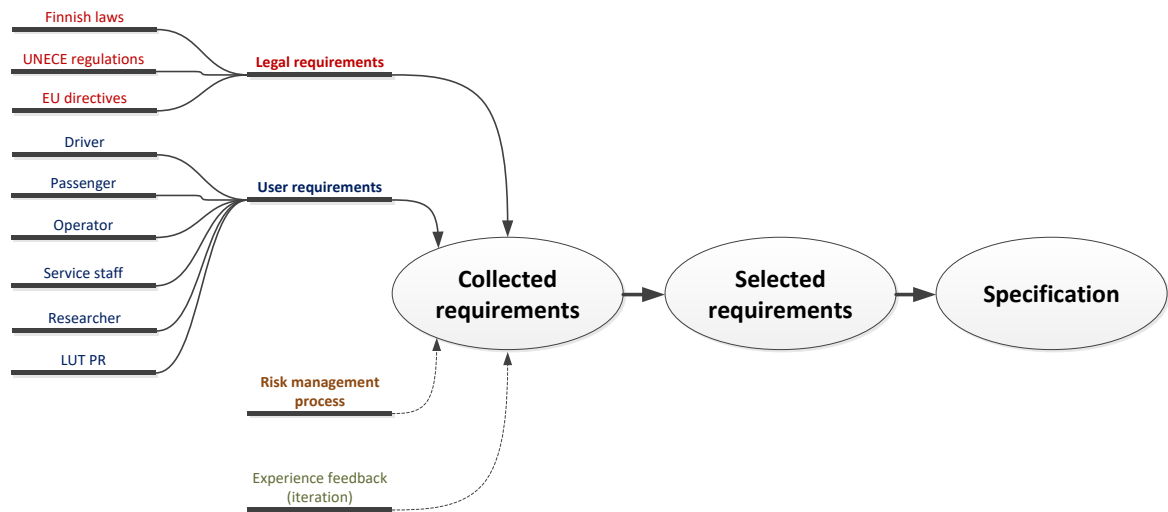 Finnish laws
UNECE regulations
EU directives
Legal requirements
Driver
Passenger
Operator
Service staff
Researcher
LUT PR
User requirements
Risk management
process
Experience feedback
(iteration)
Collected
requirements
Selected
requirements
Specification